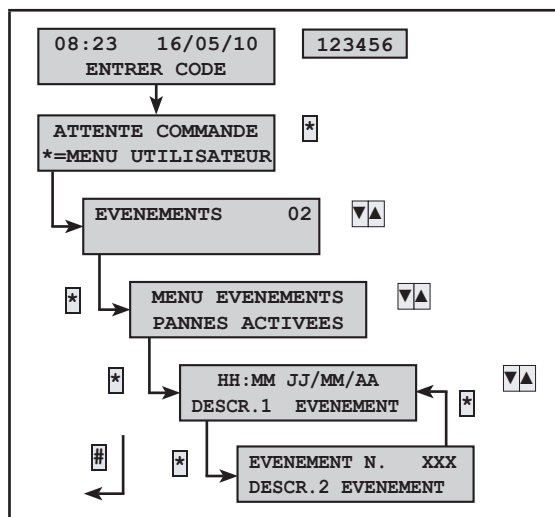 08:23 16/05/10
ENTRER CODE
123456
ATTENTE COMMANDE
*=MENU UTILISATEUR
*
EVENEMENTS 02
▼▲
*
MENU EVENEMENTS
PANNES ACTIVEES
▼▲
*
HH:MM JJ/MM/AA
DESCR.1 EVENEMENT
▼▲
*
#
*
EVENEMENT N. XXX
DESCR.2 EVENEMENT